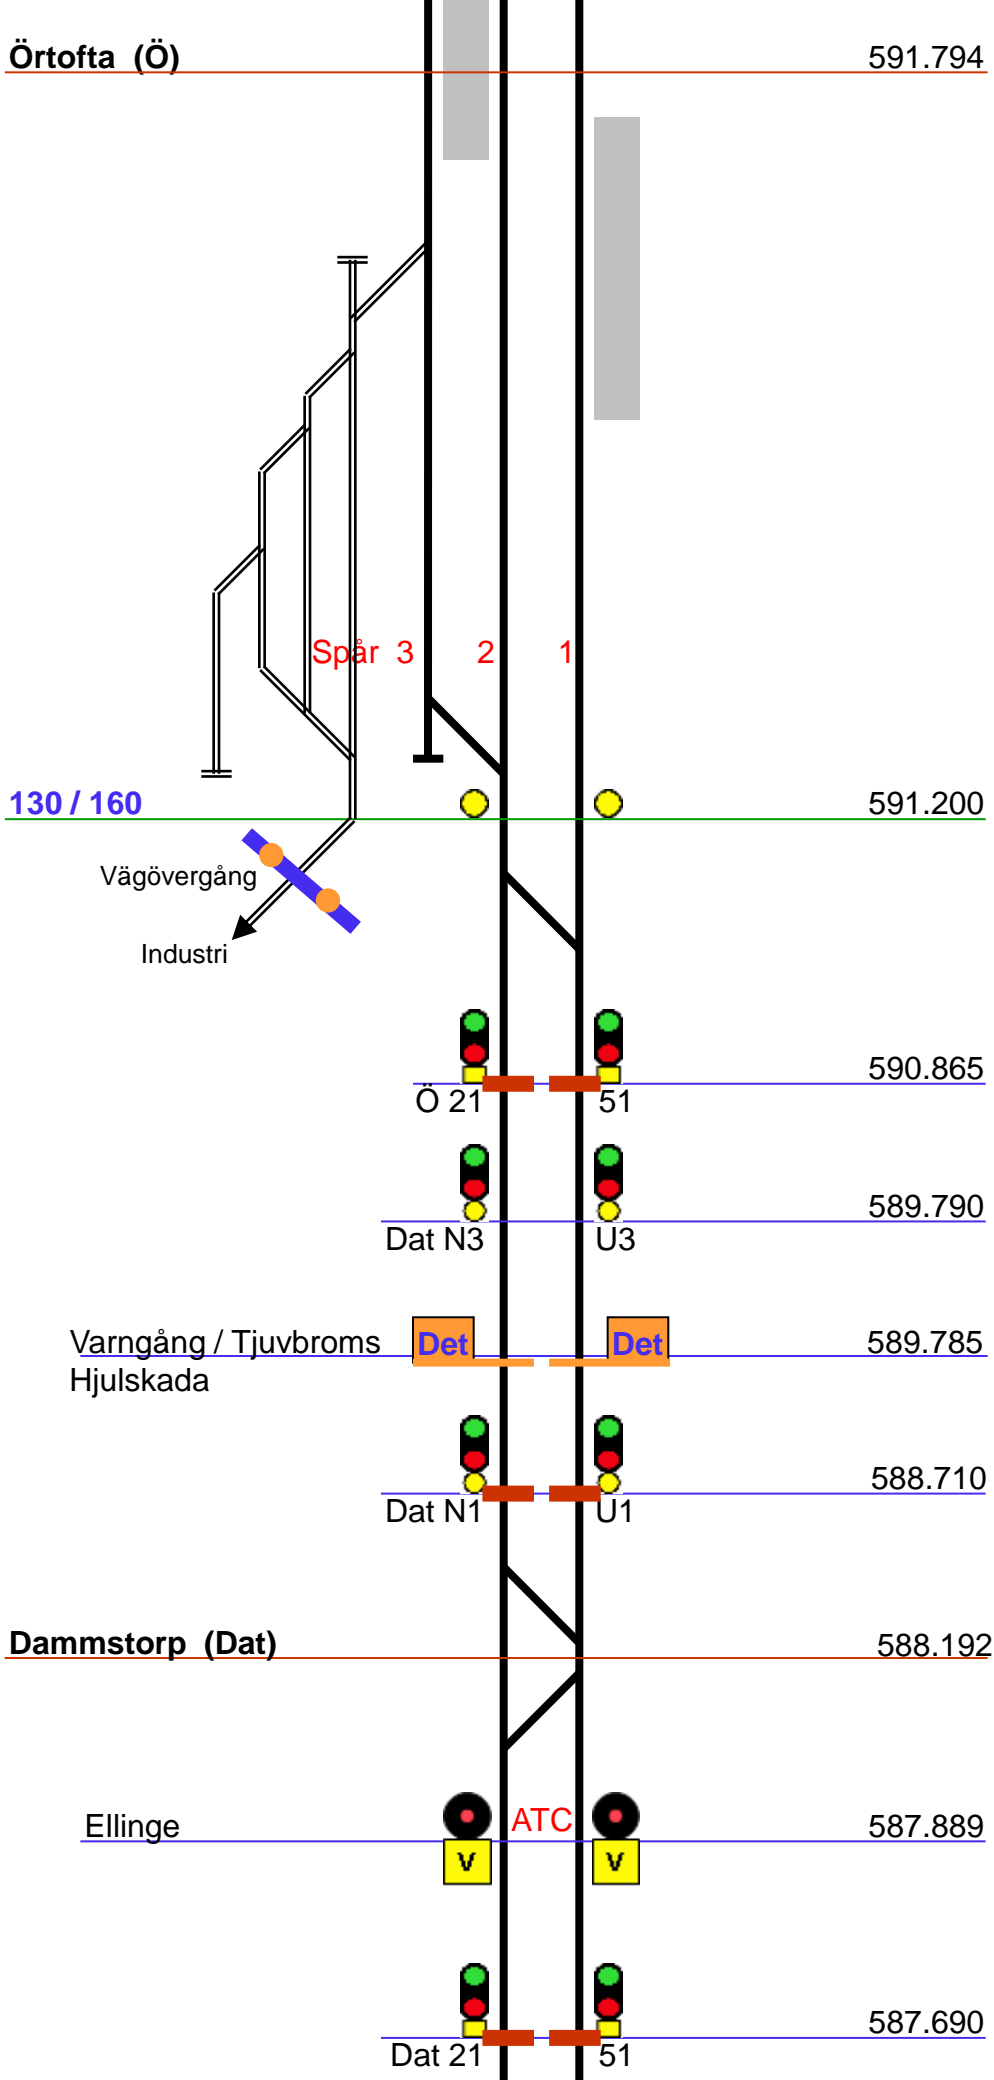 Örtofta (Ö) 591.794
Spår 3 2 1
130 / 160 591.200
Vägövergång
Industri
590.865
Ö 21 51
589.790
Dat N3 U3
Varngång / Tjuvbroms Det Det 589.785
Hjulskada
588.710
Dat N1 U1
Dammstorp (Dat) 588.192
Ellinge ATC 587.889
V V
587.690
Dat 21 51